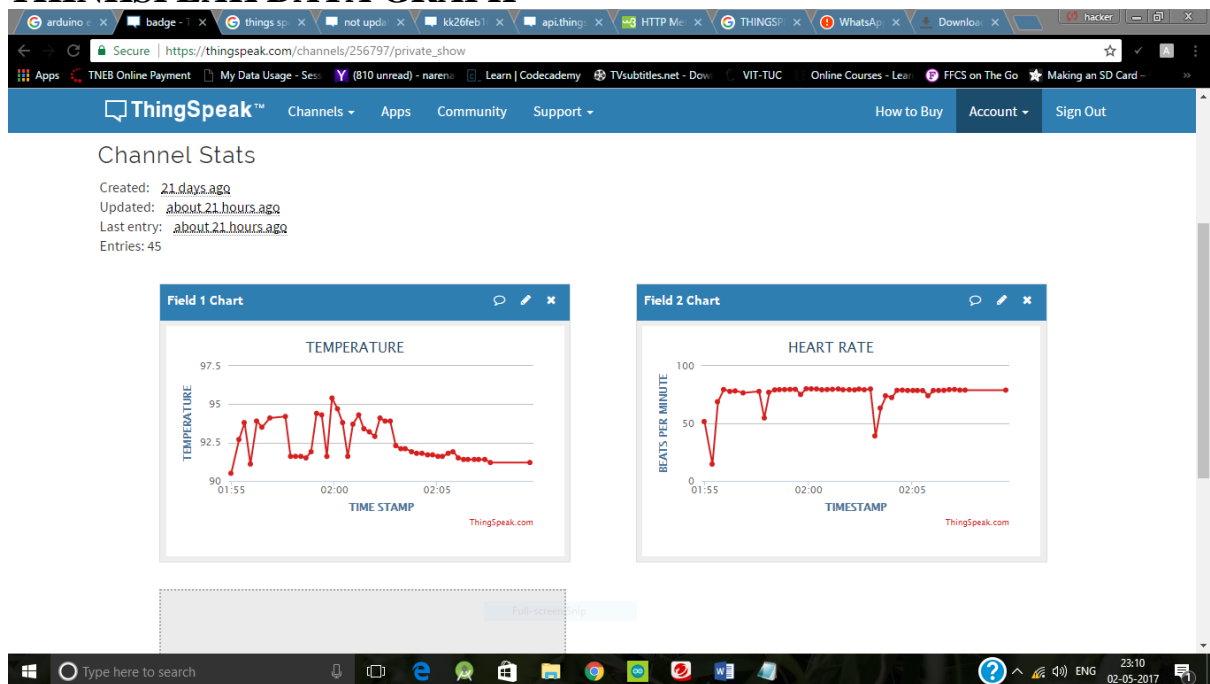 THINKSPEAK DATA GRAPH
arduino e badge - T things sp not upda kk26feb1 api.things HTTP Me THINGSP WhatsAp Downloa hacker
Secure | https://thingspeak.com/channels/256797/private_show
Apps TNEB Online Payment My Data Usage - Sess (810 unread) - narena Learn | Codecademy TVsubtitles.net - Dow VIT-TUC Online Courses - Lear FFCS on The Go Making an SD Card – »
ThingSpeak™ Channels Apps Community Support How to Buy Account Sign Out
Channel Stats
Created: 21 days ago
Updated: about 21 hours ago
Last entry: about 21 hours ago
Entries: 45
Field 1 Chart
TEMPERATURE
TEMPERATURE
97.5
95
92.5
90
01:55 02:00 02:05
TIME STAMP
ThingSpeak.com
Field 2 Chart
HEART RATE
BEATS PER MINUTE
100
50
0
01:55 02:00 02:05
TIMESTAMP
ThingSpeak.com
Full-screen Snip
Type here to search ENG 23:10
02-05-2017